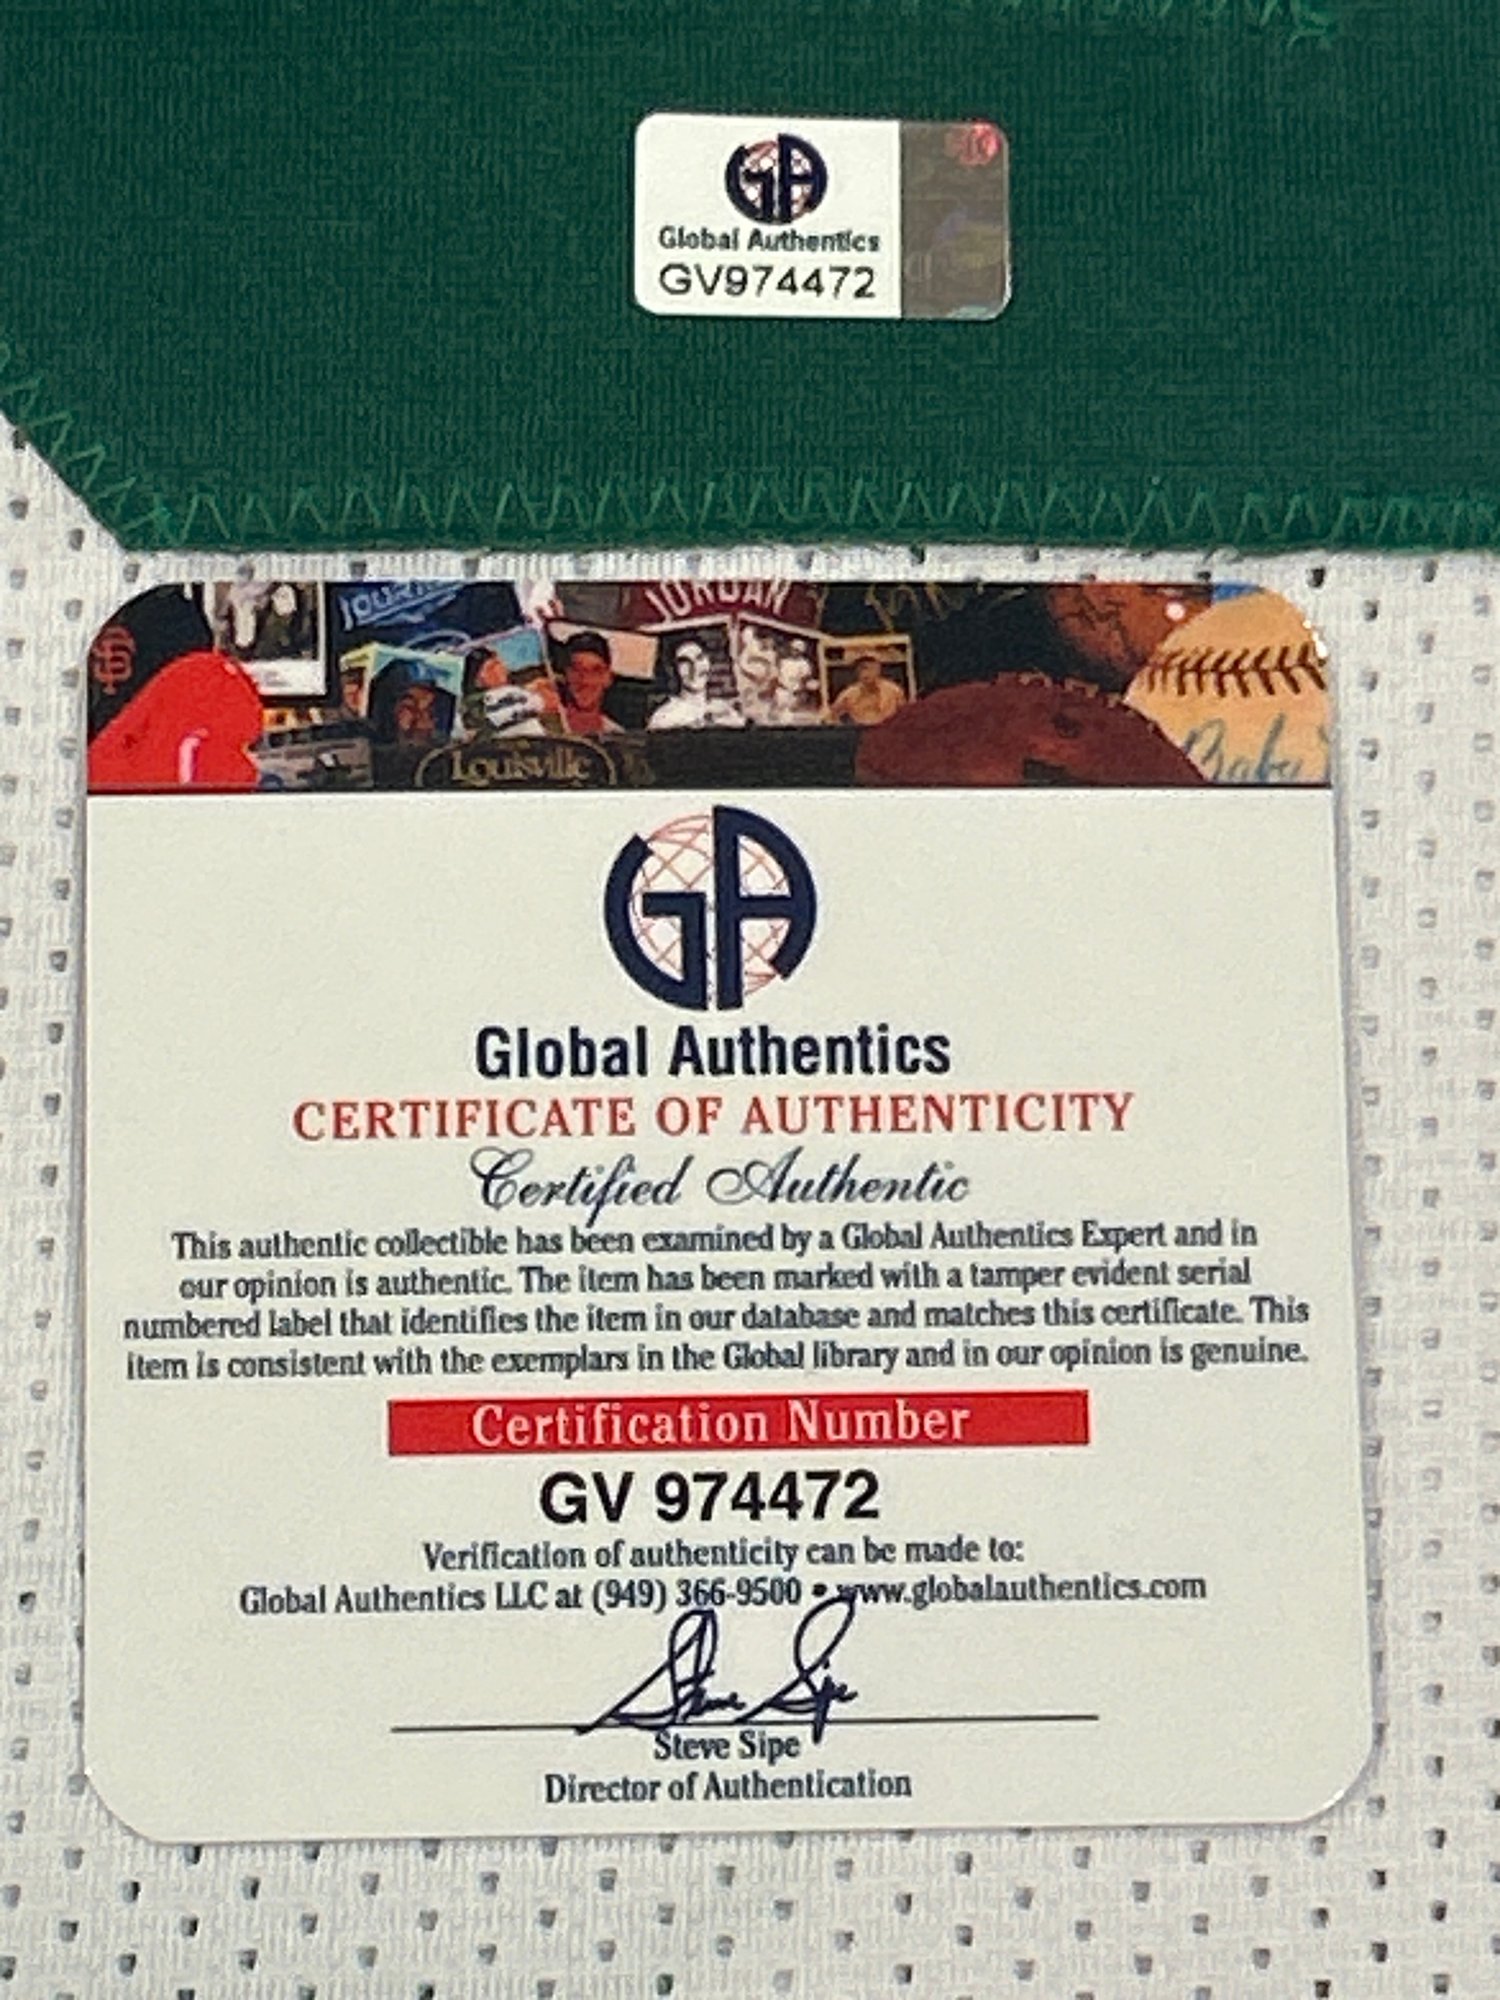 GA
Global Authentics
GV974472
JORDAN
Louisville
Baby
GA
Global Authentics
CERTIFICATE OF AUTHENTICITY
Certified Authentic
This authentic collectible has been examined by a Global Authentics Expert and in
our opinion is authentic. The item has been marked with a tamper evident serial
numbered label that identifies the item in our database and matches this certificate. This
item is consistent with the exemplars in the Global library and in our opinion is genuine.
Certification Number
GV 974472
Verification of authenticity can be made to:
Global Authentics LLC at (949) 366-9500 • www.globalauthentics.com
Steve Sipe
Steve Sipe
Director of Authentication